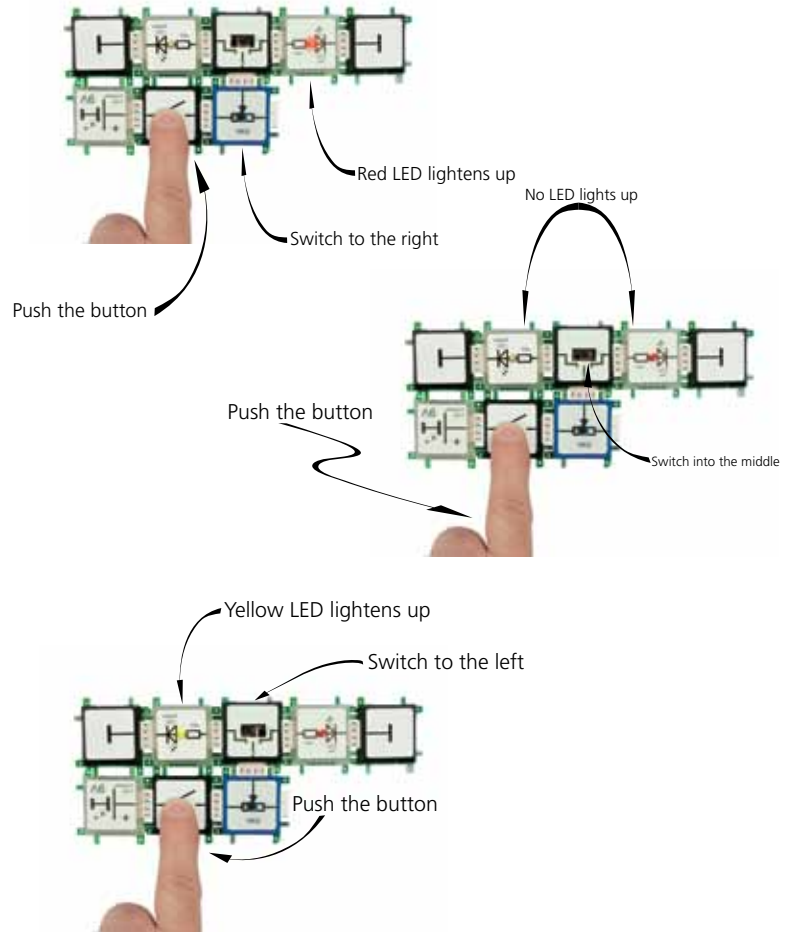 Red LED lightens up
No LED lights up
Switch to the right
Push the button
Push the button
Switch into the middle
Yellow LED lightens up
Switch to the left
Push the button